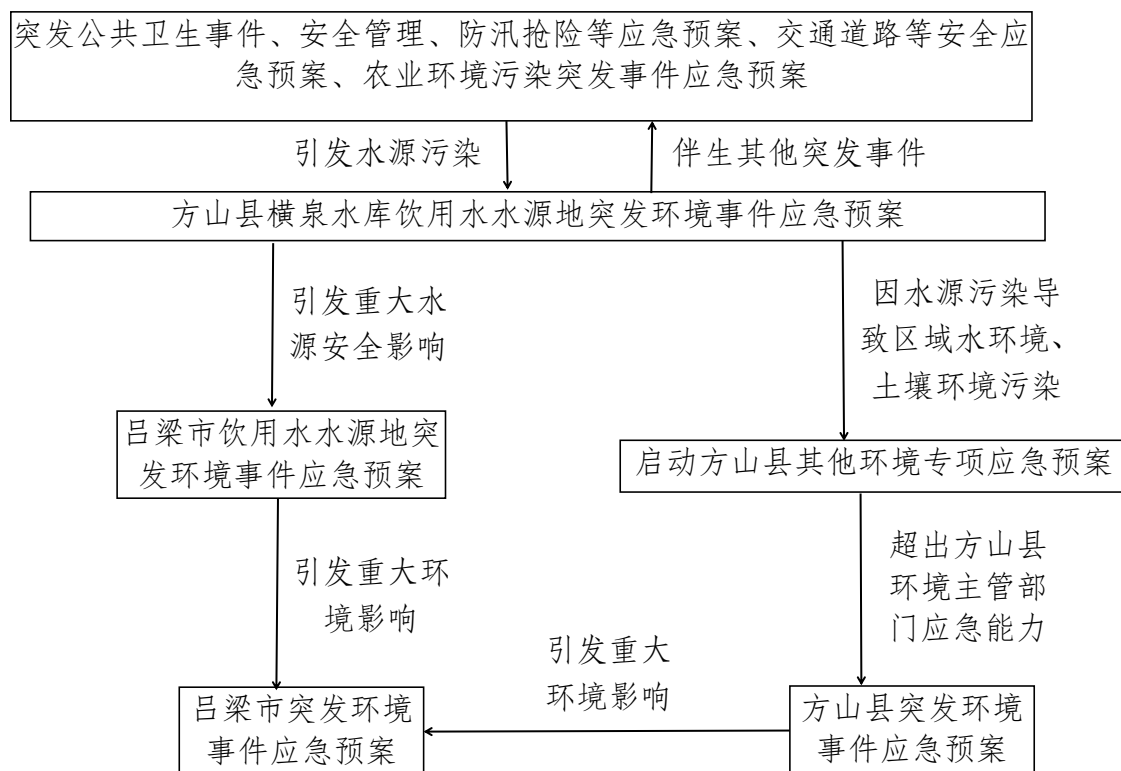 突发公共卫生事件、安全管理、防汛抢险等应急预案、交通道路等安全应
急预案、农业环境污染突发事件应急预案
引发水源污染
伴生其他突发事件
方山县横泉水库饮用水水源地突发环境事件应急预案
引发重大水
源安全影响
因水源污染导
致区域水环境、
土壤环境污染
吕梁市饮用水水源地突
发环境事件应急预案
启动方山县其他环境专项应急预案
引发重大环
境影响
超出方山县
环境主管部
门应急能力
引发重大
环境影响
吕梁市突发环境
事件应急预案
方山县突发环境
事件应急预案